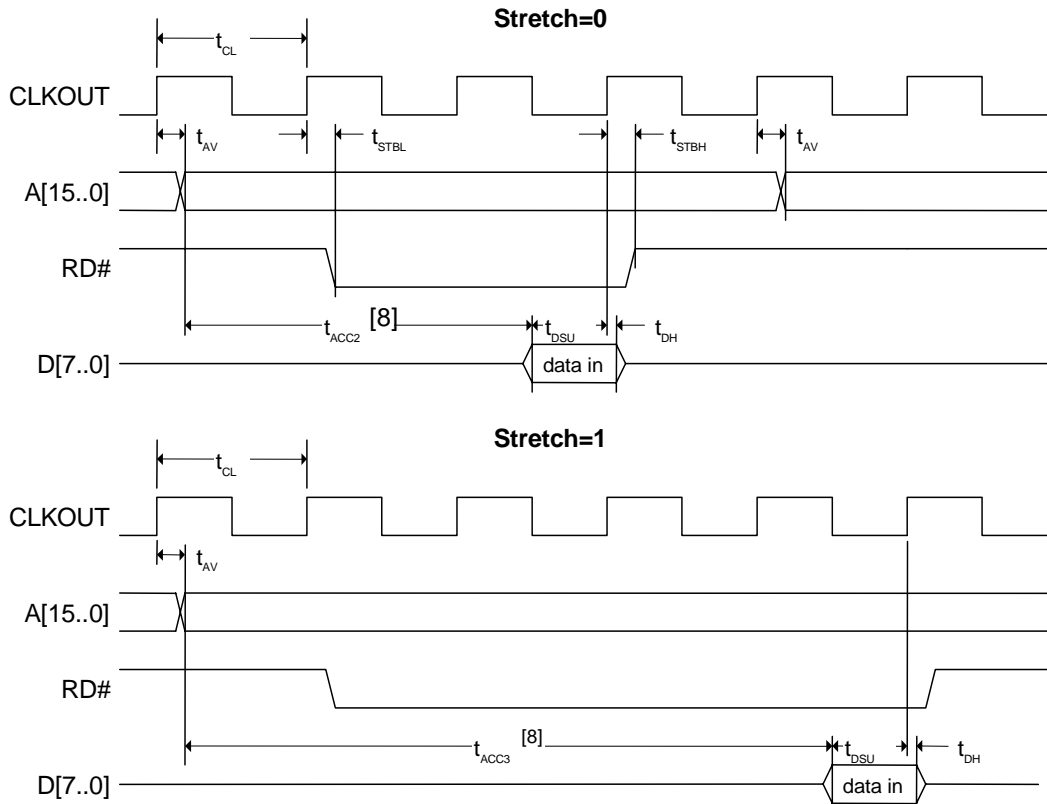 Stretch=0
tCL
CLKOUT
tAV tSTBL tSTBH tAV
A[15..0]
RD#
tACC2 [8] tDSU tDH
D[7..0] data in
Stretch=1
tCL
CLKOUT
tAV
A[15..0]
RD#
tACC3 [8] tDSU tDH
D[7..0] data in